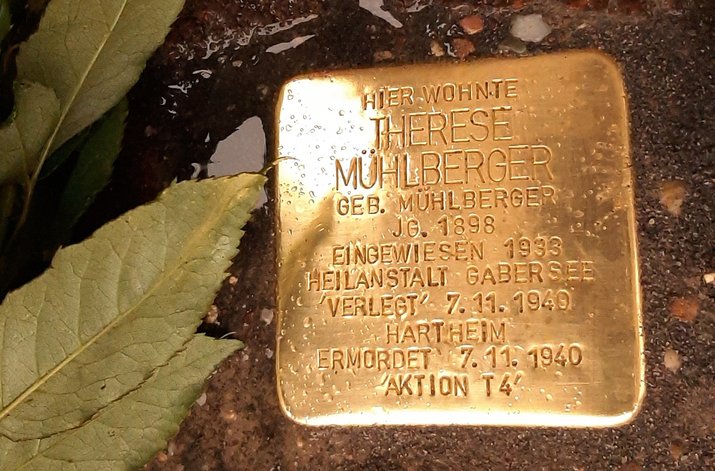 HIER WOHNTE
THERESE
MÜHLBERGER
GEB. MÜHLBERGER
JG. 1898
EINGEWIESEN 1933
HEILANSTALT GABERSEE
'VERLEGT' 7.11.1940
HARTHEIM
ERMORDET 7.11.1940
'AKTION T4'